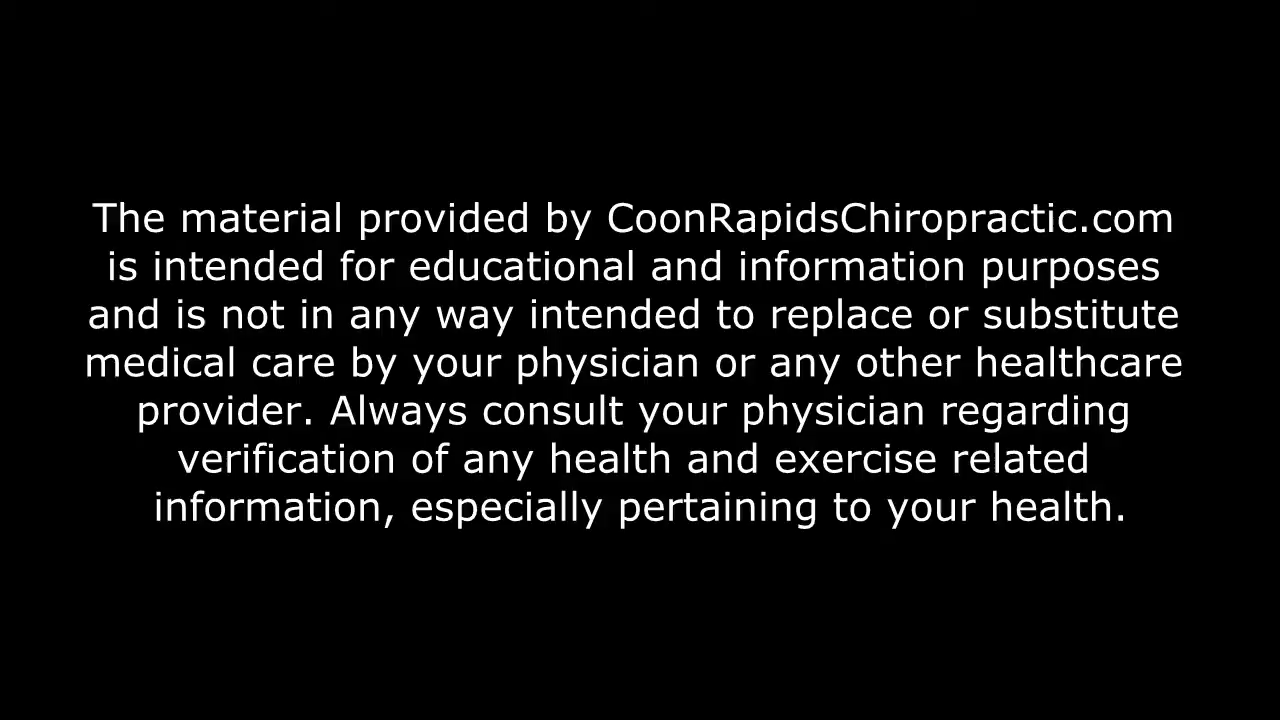 The material provided by CoonRapidsChiropractic.com
is intended for educational and information purposes
and is not in any way intended to replace or substitute
medical care by your physician or any other healthcare
provider. Always consult your physician regarding
verification of any health and exercise related
information, especially pertaining to your health.